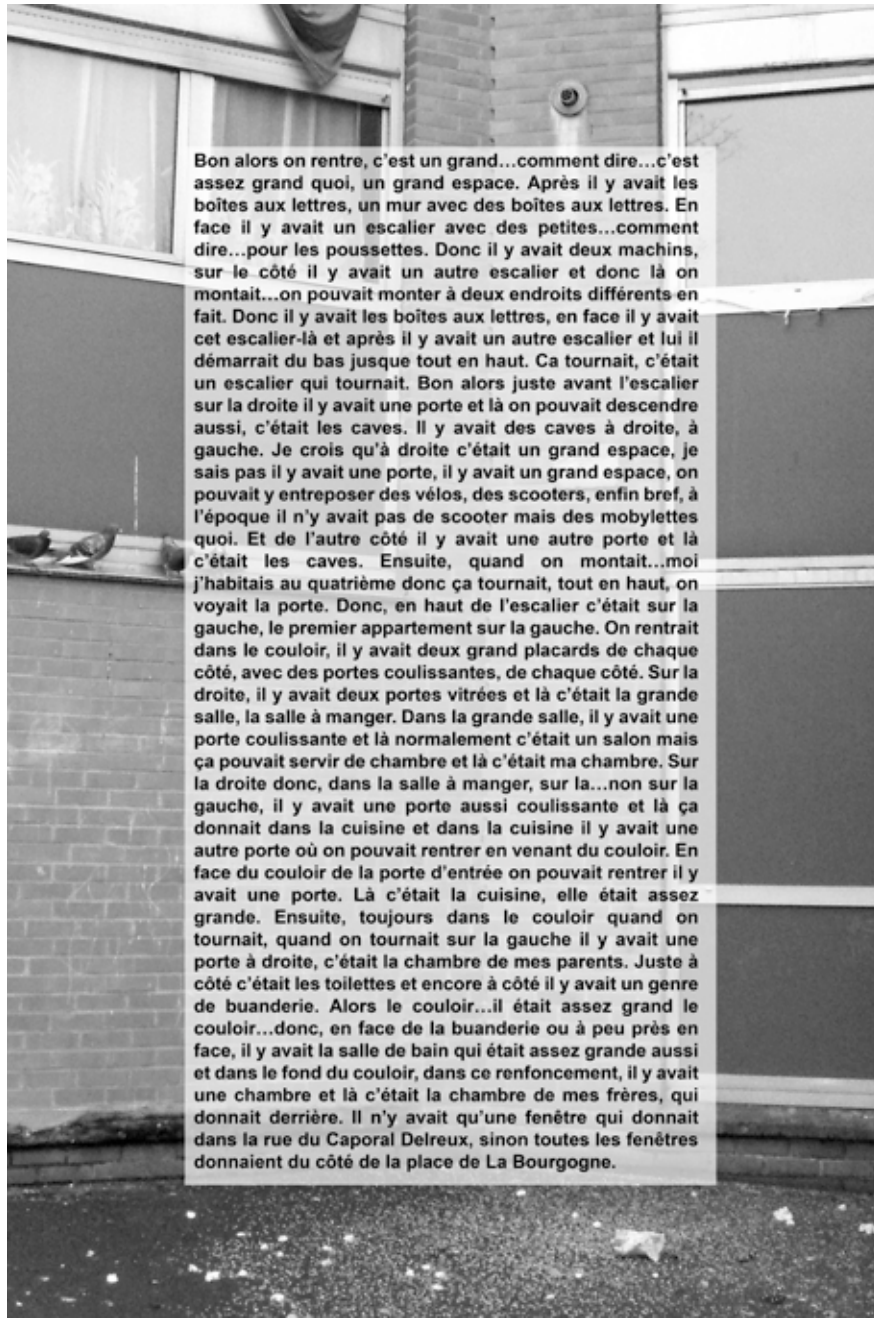 Bon alors on rentre, c'est un grand…comment dire…c'est
assez grand quoi, un grand espace. Après il y avait les
boîtes aux lettres, un mur avec des boîtes aux lettres. En
face il y avait un escalier avec des petites…comment
dire…pour les poussettes. Donc il y avait deux machins,
sur le côté il y avait un autre escalier et donc là on
montait…on pouvait monter à deux endroits différents en
fait. Donc il y avait les boîtes aux lettres, en face il y avait
cet escalier-là et après il y avait un autre escalier et lui il
démarrait du bas jusque tout en haut. Ca tournait, c'était
un escalier qui tournait. Bon alors juste avant l'escalier
sur la droite il y avait une porte et là on pouvait descendre
aussi, c'était les caves. Il y avait des caves à droite, à
gauche. Je crois qu'à droite c'était un grand espace, je
sais pas il y avait une porte, il y avait un grand espace, on
pouvait y entreposer des vélos, des scooters, enfin bref, à
l'époque il n'y avait pas de scooter mais des mobylettes
quoi. Et de l'autre côté il y avait une autre porte et là
c'était les caves. Ensuite, quand on montait…moi
j'habitais au quatrième donc ça tournait, tout en haut, on
voyait la porte. Donc, en haut de l'escalier c'était sur la
gauche, le premier appartement sur la gauche. On rentrait
dans le couloir, il y avait deux grand placards de chaque
côté, avec des portes coulissantes, de chaque côté. Sur la
droite, il y avait deux portes vitrées et là c'était la grande
salle, la salle à manger. Dans la grande salle, il y avait une
porte coulissante et là normalement c'était un salon mais
ça pouvait servir de chambre et là c'était ma chambre. Sur
la droite donc, dans la salle à manger, sur la…non sur la
gauche, il y avait une porte aussi coulissante et là ça
donnait dans la cuisine et dans la cuisine il y avait une
autre porte où on pouvait rentrer en venant du couloir. En
face du couloir de la porte d'entrée on pouvait rentrer il y
avait une porte. Là c'était la cuisine, elle était assez
grande. Ensuite, toujours dans le couloir quand on
tournait, quand on tournait sur la gauche il y avait une
porte à droite, c'était la chambre de mes parents. Juste à
côté c'était les toilettes et encore à côté il y avait un genre
de buanderie. Alors le couloir…il était assez grand le
couloir…donc, en face de la buanderie ou à peu près en
face, il y avait la salle de bain qui était assez grande aussi
et dans le fond du couloir, dans ce renfoncement, il y avait
une chambre et là c'était la chambre de mes frères, qui
donnait derrière. Il n'y avait qu'une fenêtre qui donnait
dans la rue du Caporal Delreux, sinon toutes les fenêtres
donnaient du côté de la place de La Bourgogne.